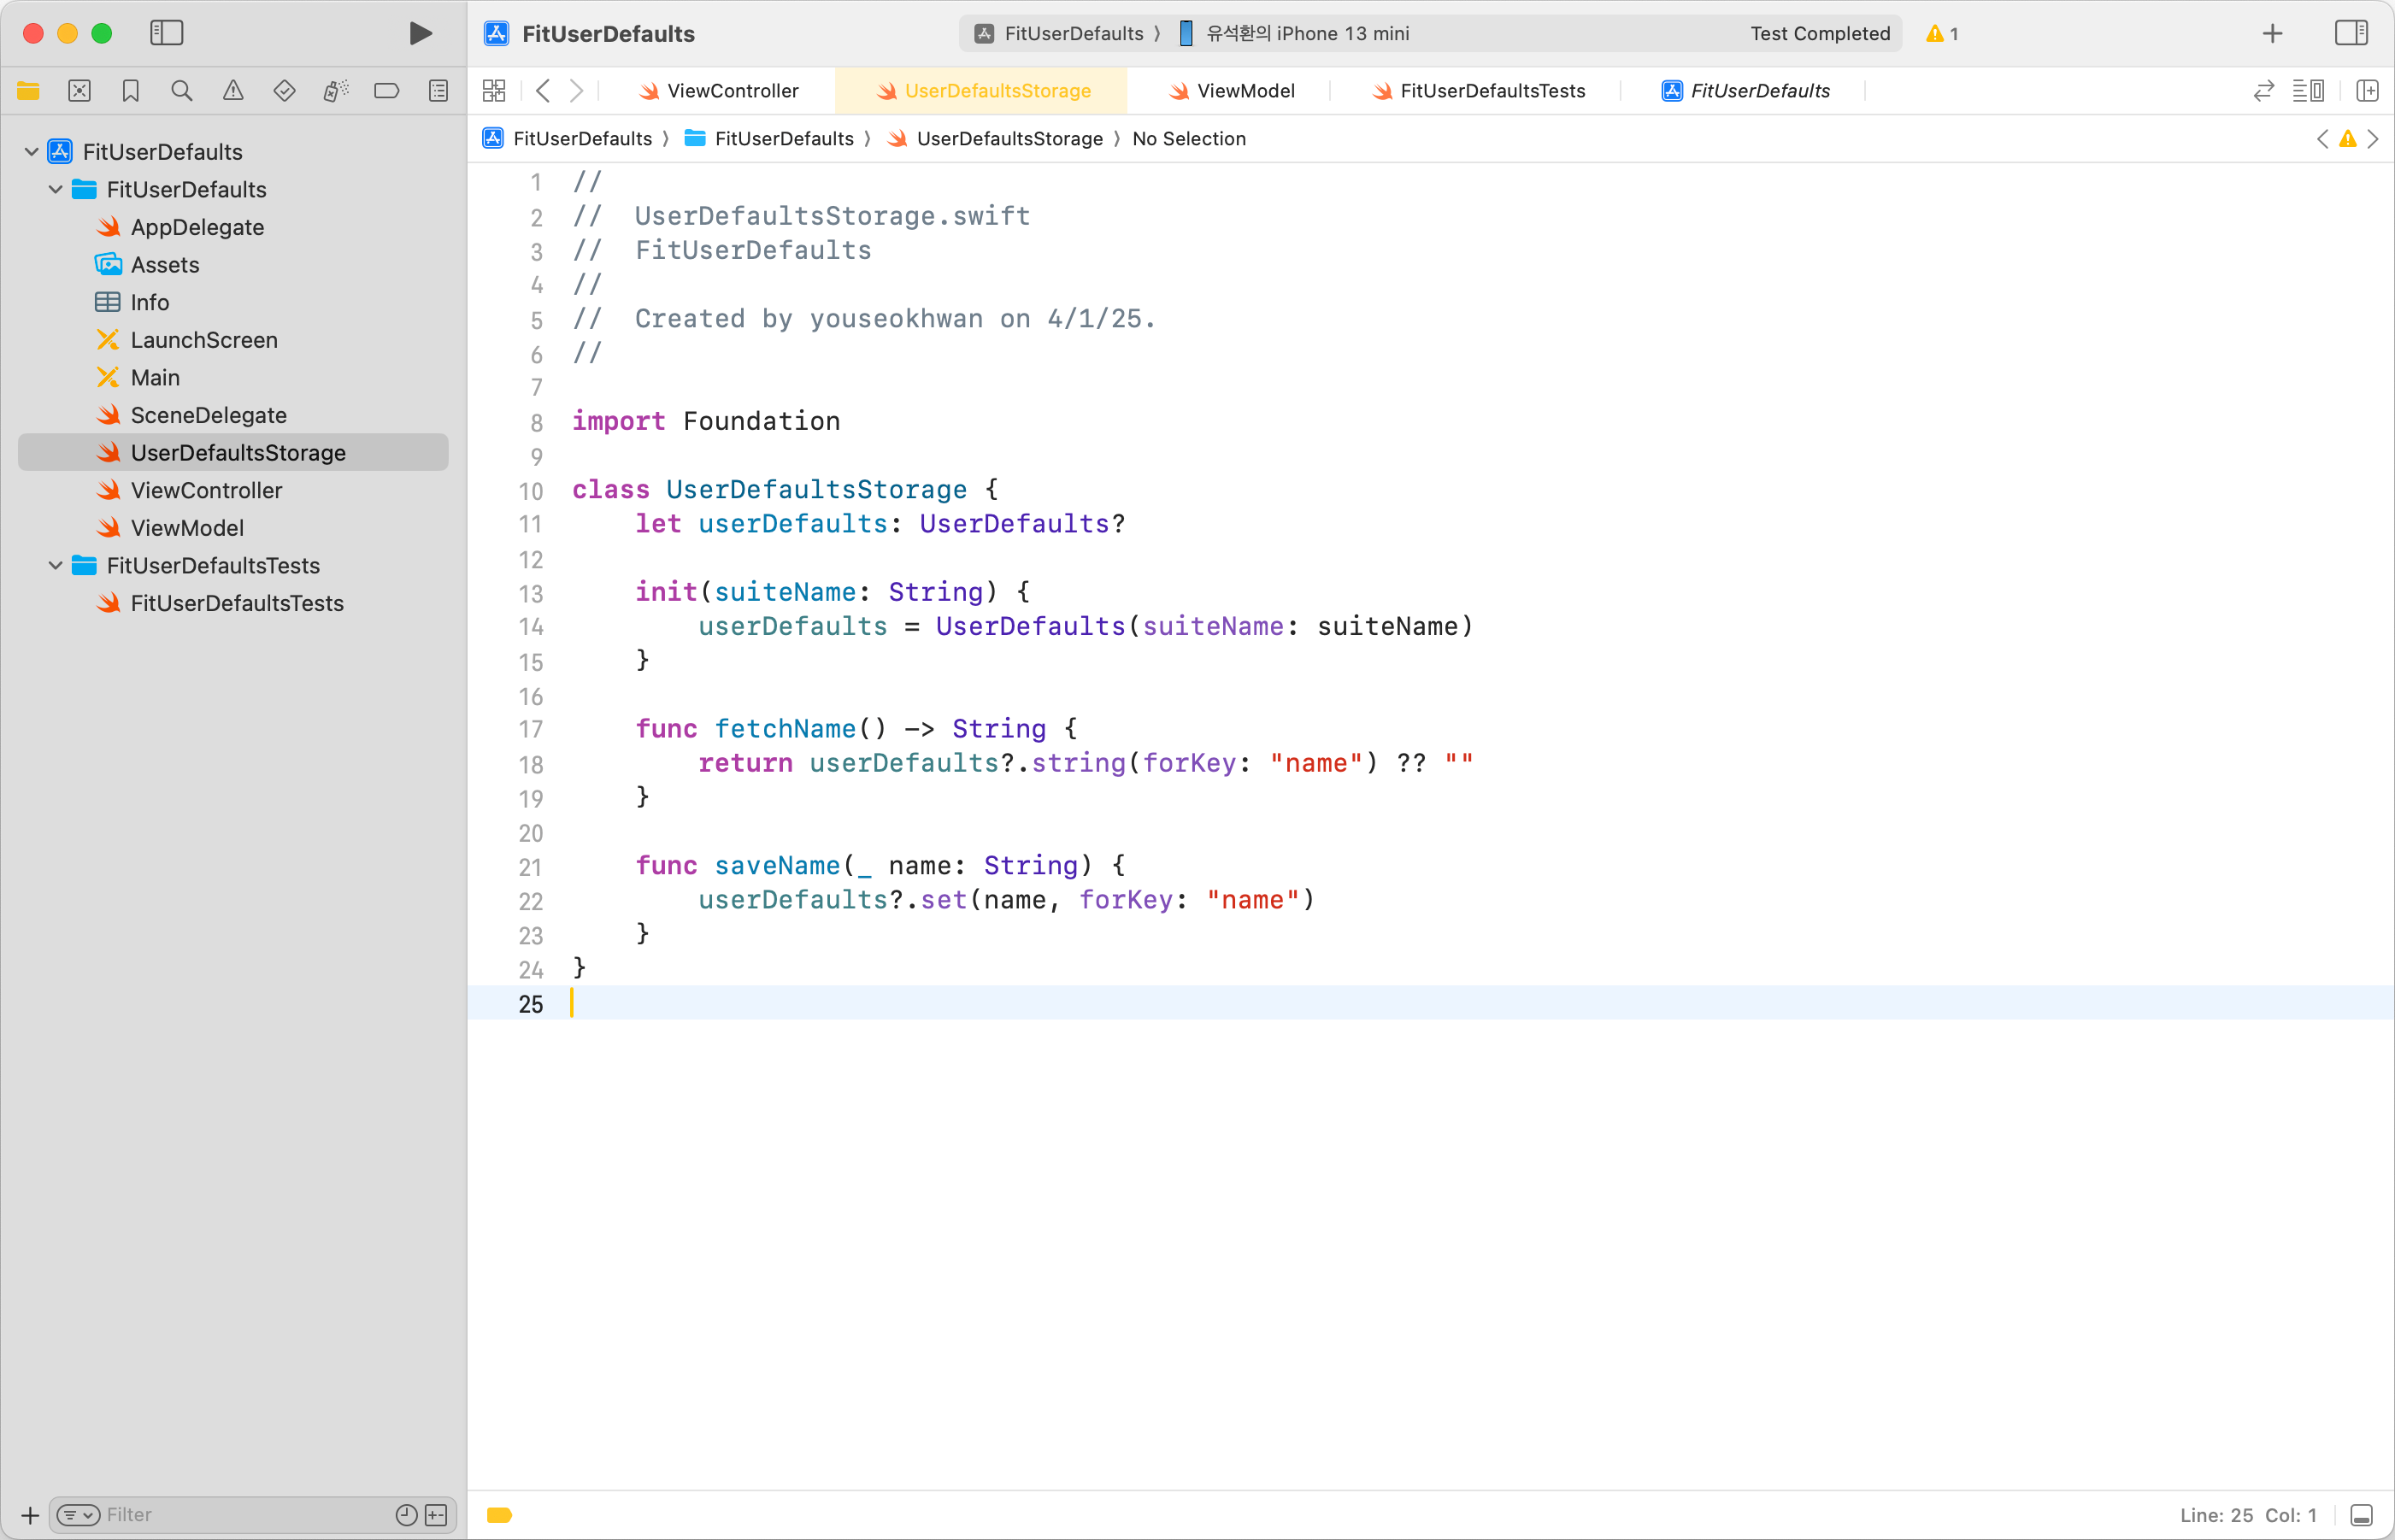 FitUserDefaults
FitUserDefaults 〉 유석환의 iPhone 13 mini
Test Completed
1
ViewController
UserDefaultsStorage
ViewModel
FitUserDefaultsTests
FitUserDefaults
FitUserDefaults 〉 FitUserDefaults 〉 UserDefaultsStorage 〉 No Selection
FitUserDefaults
FitUserDefaults
AppDelegate
Assets
Info
LaunchScreen
Main
SceneDelegate
UserDefaultsStorage
ViewController
ViewModel
FitUserDefaultsTests
FitUserDefaultsTests
1 //
2 //  UserDefaultsStorage.swift
3 //  FitUserDefaults
4 //
5 //  Created by youseokhwan on 4/1/25.
6 //
7
8 import Foundation
9
10 class UserDefaultsStorage {
11     let userDefaults: UserDefaults?
12
13     init(suiteName: String) {
14         userDefaults = UserDefaults(suiteName: suiteName)
15     }
16
17     func fetchName() -> String {
18         return userDefaults?.string(forKey: "name") ?? ""
19     }
20
21     func saveName(_ name: String) {
22         userDefaults?.set(name, forKey: "name")
23     }
24 }
25
Filter
Line: 25  Col: 1